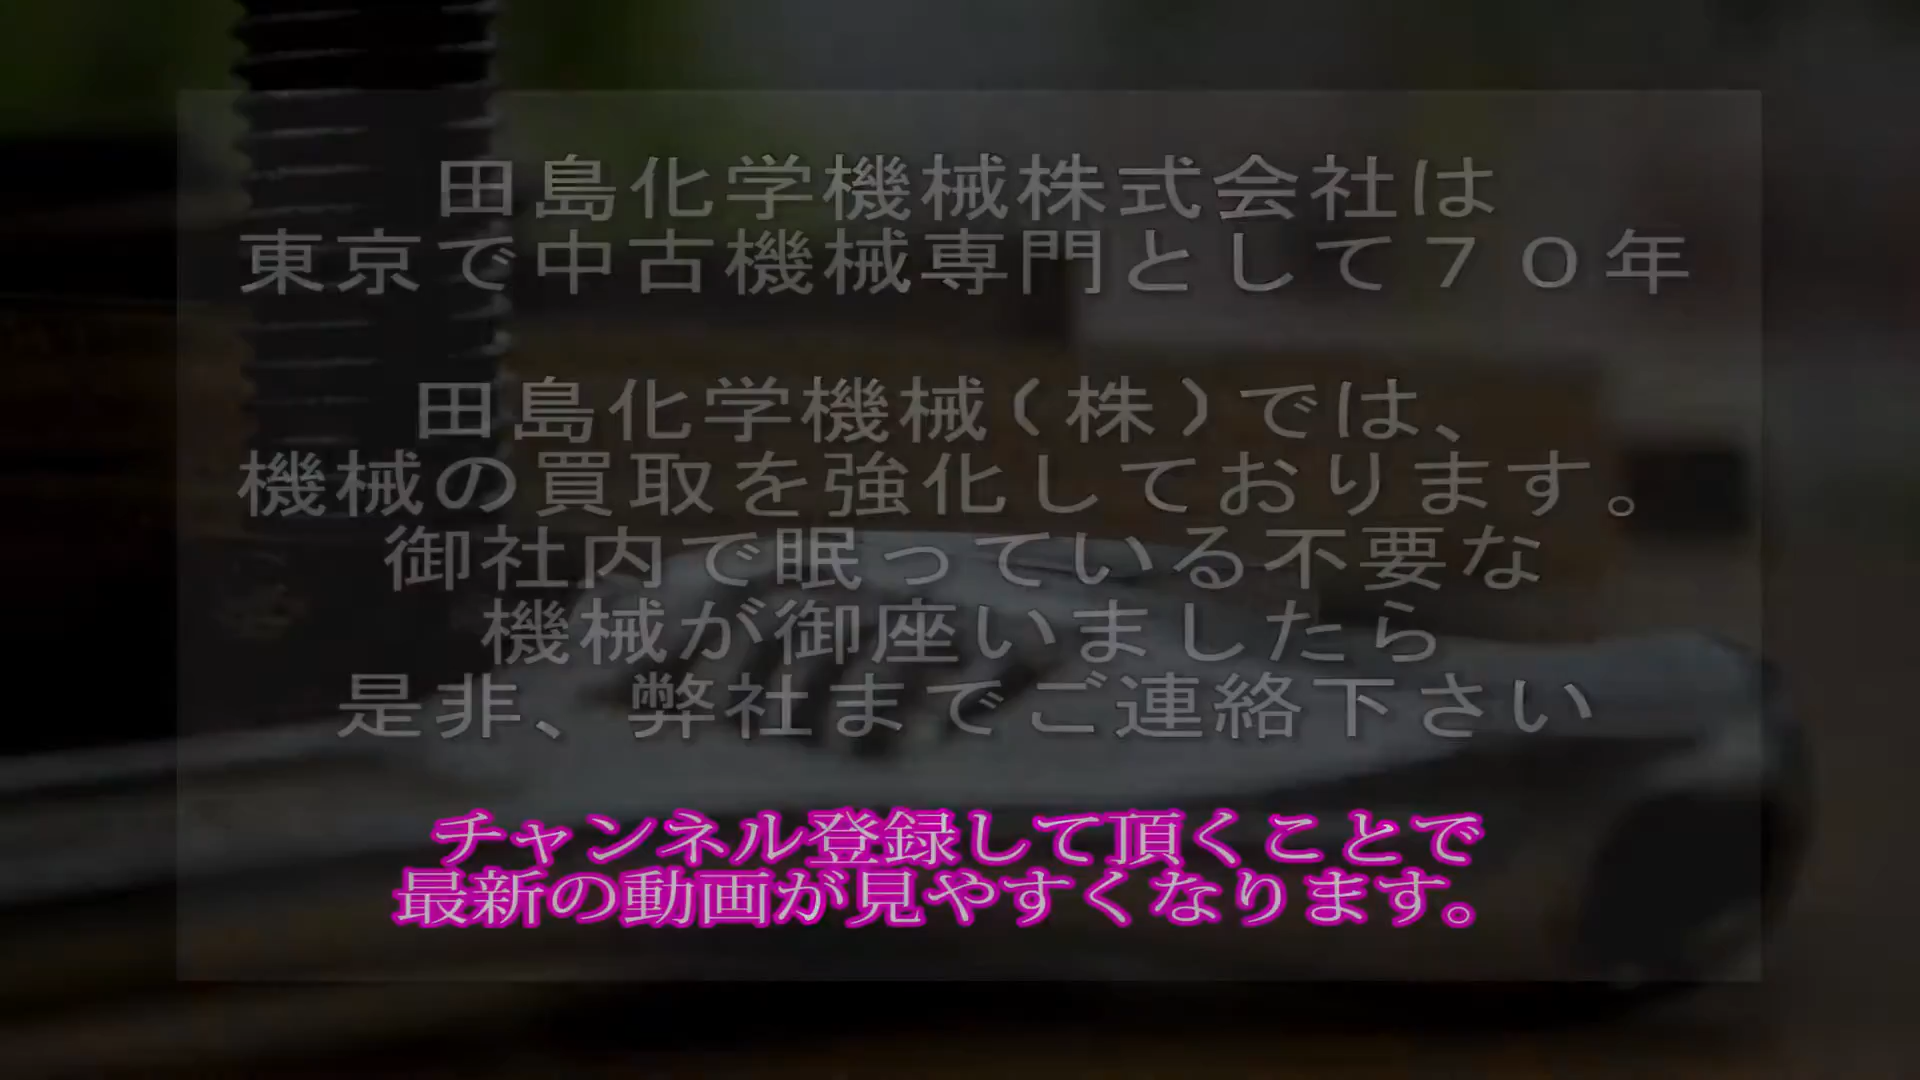 田島化学機械株式会社は
東京で中古機械専門として７０年
田島化学機械(株)では、
機械の買取を強化しております。
御社内で眠っている不要な
機械が御座いましたら
是非、弊社までご連絡下さい
チャンネル登録して頂くことで
最新の動画が見やすくなります。